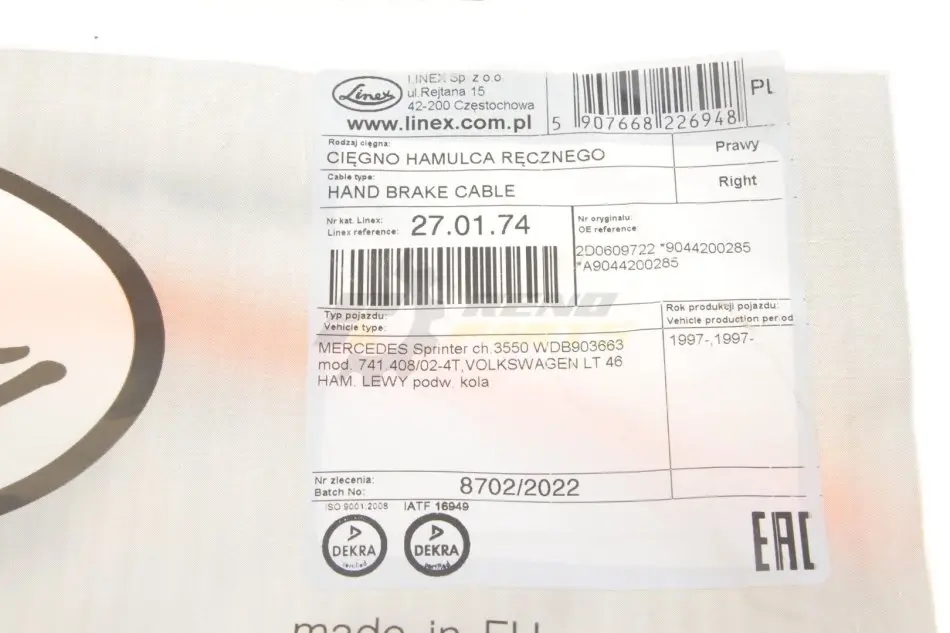 Linex
LINEX Sp z o o
ul.Rejtana 15
42-200 Częstochowa
www.linex.com.pl
5 907668 226948
PL
Rodzaj cięgna:
CIĘGNO HAMULCA RĘCZNEGO
Prawy
Cable type:
HAND BRAKE CABLE
Right
Nr kat. Linex:
Linex reference:
27.01.74
Nr oryginału:
OE reference
2D0609722 *9044200285
*A9044200285
Typ pojazdu:
Vehicle type:
Rok produkcji pojazdu:
Vehicle production period
MERCEDES Sprinter ch.3550 WDB903663
mod. 741.408/02-4T,VOLKSWAGEN LT 46
HAM. LEWY podw. koła
1997-,1997-
Nr zlecenia:
Batch No:
8702/2022
ISO 9001:2008
IATF 16949
DEKRA
certified
DEKRA
certified
EAC
made in EU